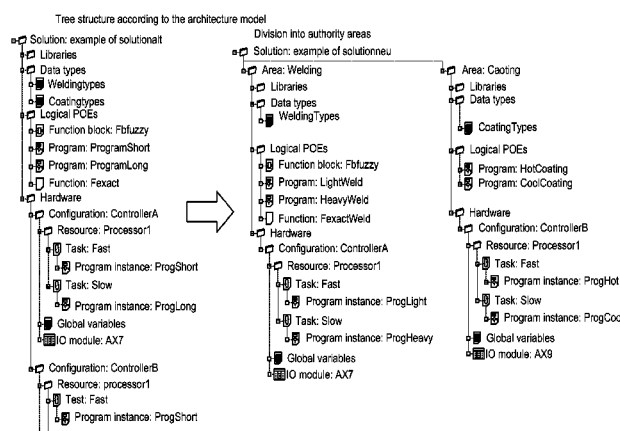 Tree structure according to the architecture model
Solution: example of solutionalt
Libraries
Data types
Weldingtypes
Coatingtypes
Logical POEs
Function block: Fbfuzzy
Program: ProgramShort
Program: ProgramLong
Function: Fexact
Hardware
Configuration: ControllerA
Resource: Processor1
Task: Fast
Program instance: ProgShort
Task: Slow
Program instance: ProgLong
Global variables
IO module: AX7
Configuration: ControllerB
Resource: processor1
Test: Fast
Program instance: ProgShort
Division into authority areas
Solution: example of solutionneu
Area: Welding
Libraries
Data types
WeldingTypes
Logical POEs
Function block: Fbfuzzy
Program: LightWeld
Program: HeavyWeld
Function: FexactWeld
Hardware
Configuration: ControllerA
Resource: Processor1
Task: Fast
Program instance: ProgLight
Task: Slow
Program instance: ProgHeavy
Global variables
IO module: AX7
Area: Caoting
Libraries
Data types
CoatingTypes
Logical POEs
Program: HotCoating
Program: CoolCoating
Hardware
Configuration: ControllerB
Resource: Processor1
Task: Fast
Program instance: ProgHot
Task: Slow
Program instance: ProgCoo
Global variables
IO module: AX9